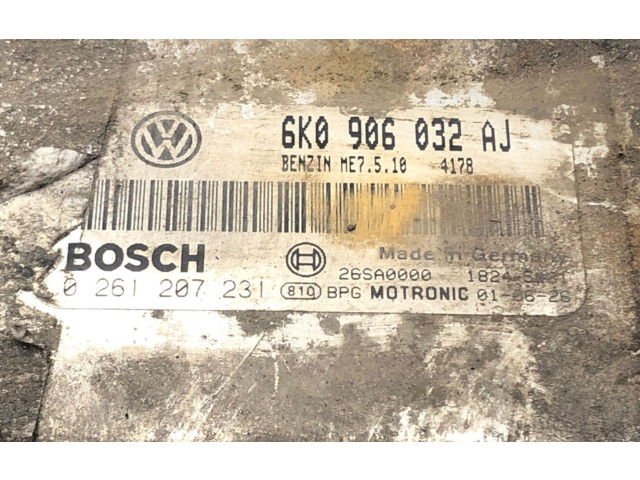 6K0 906 032 AJ
BENZIN ME7.5.10 4178
BOSCH Made in Germany
26SA0000
0 261 207 231 810 BPG MOTRONIC